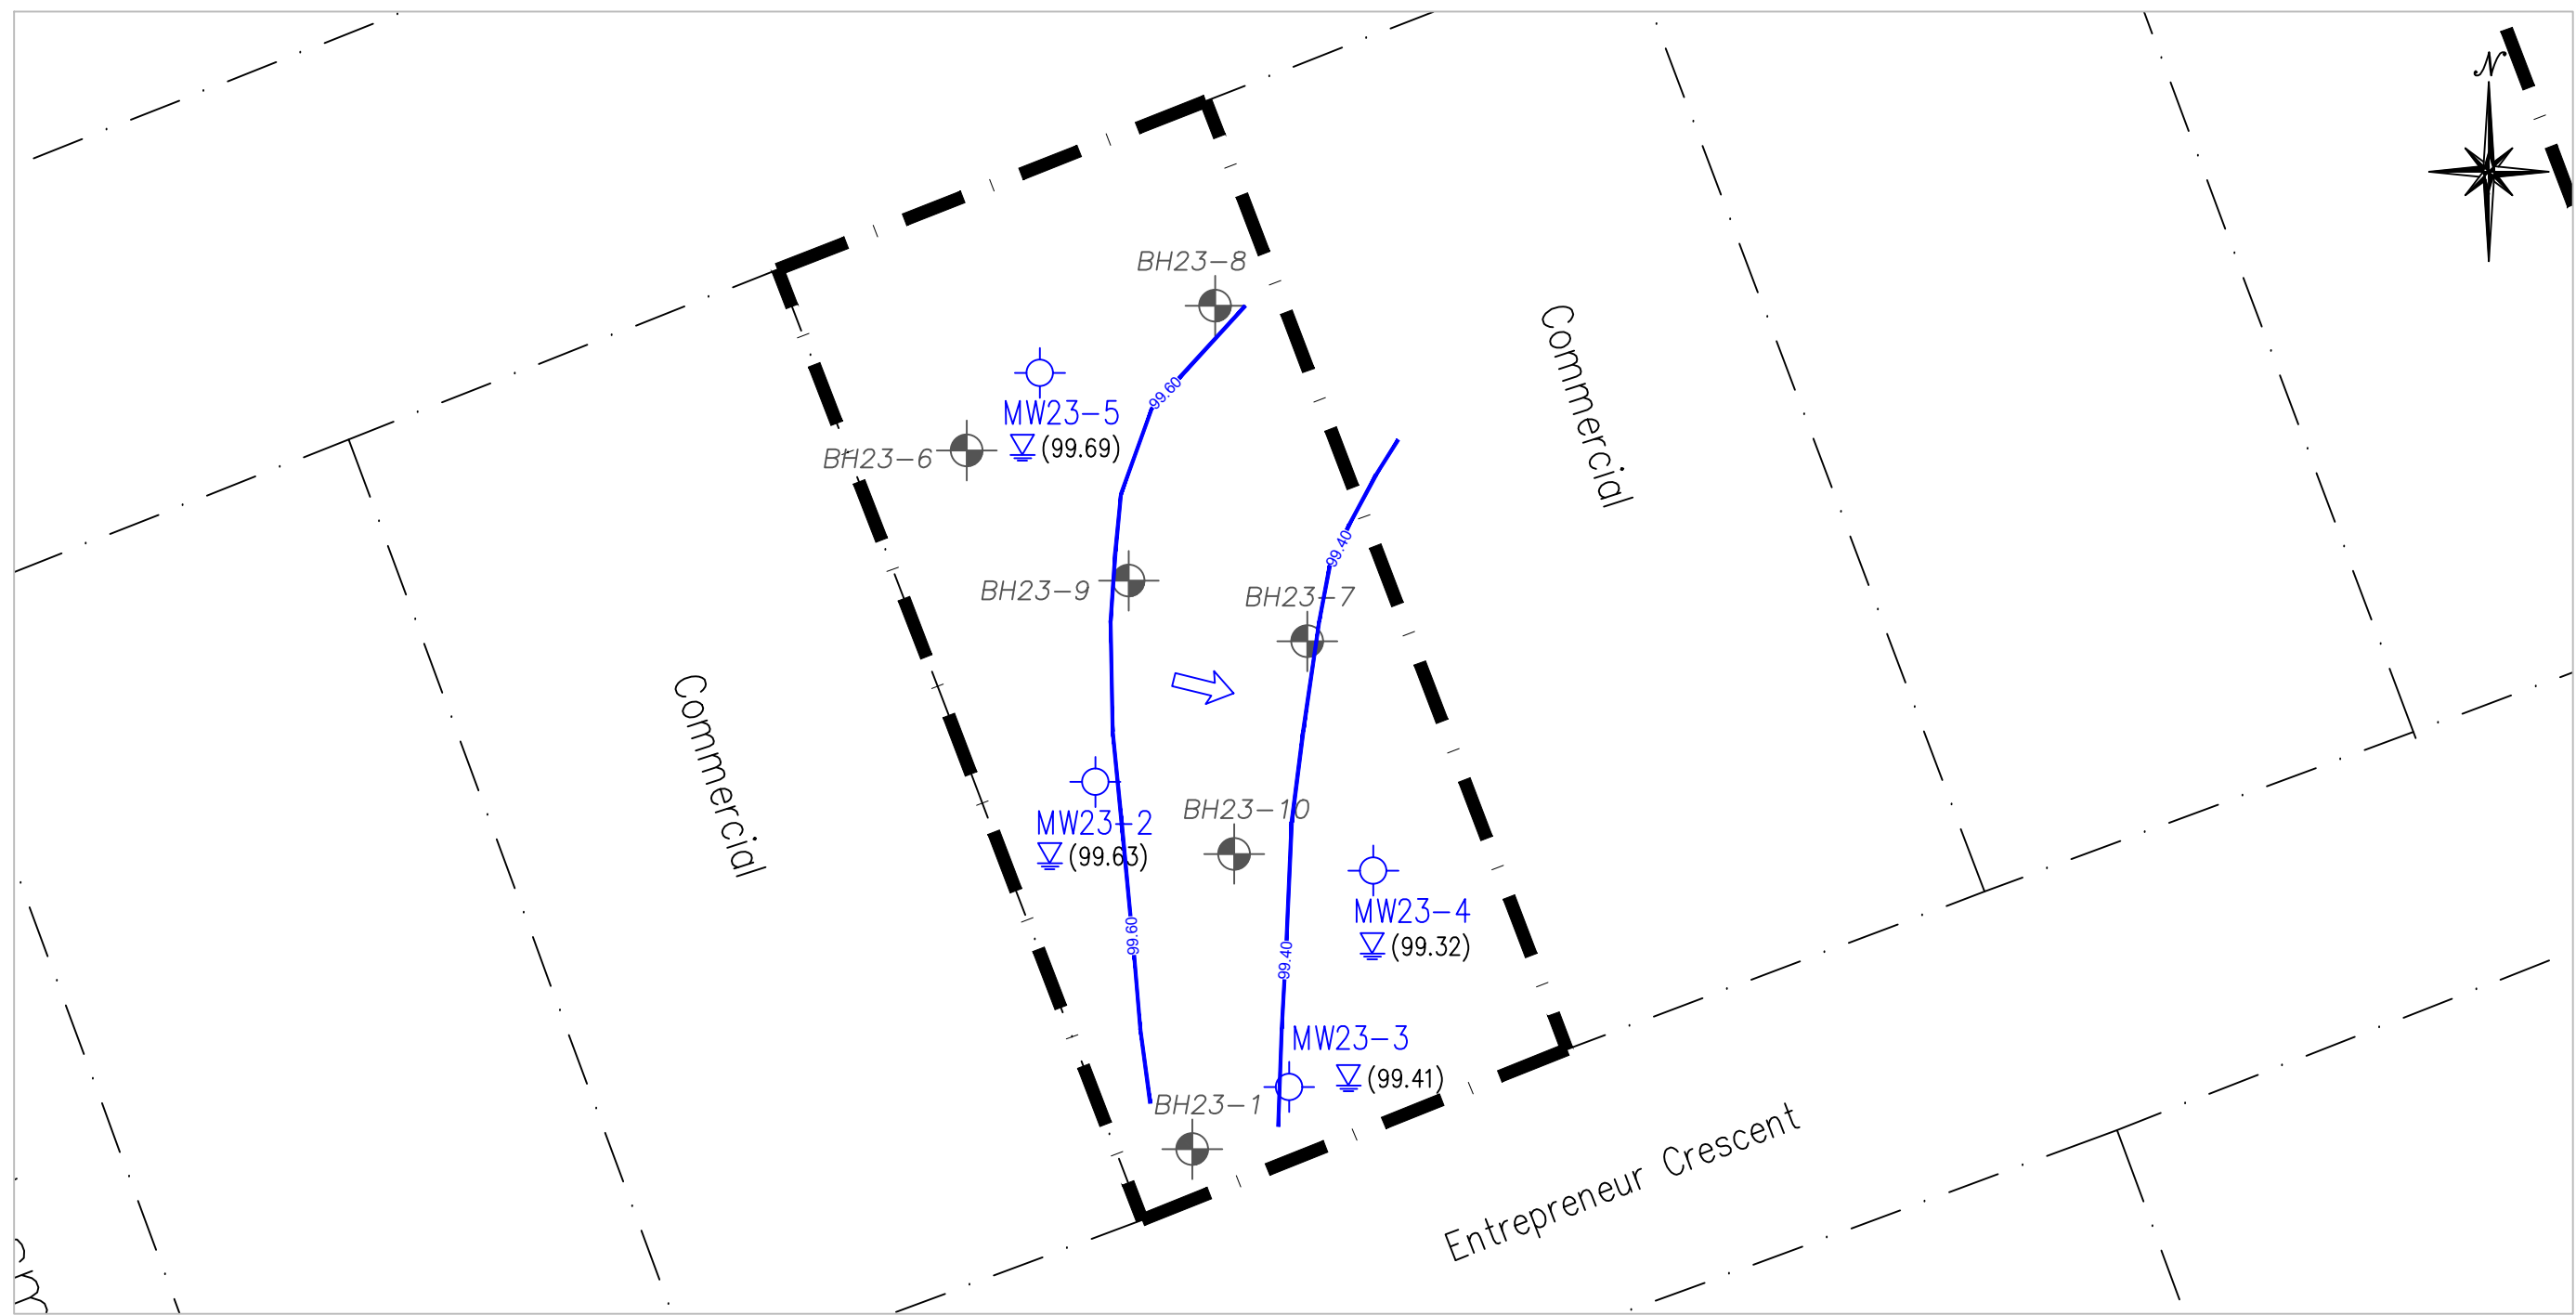 N
BH23-8
Commercial
99.60
MW23-5
(99.69)
BH23-6
99.40
BH23-9
BH23-7
Commercial
BH23-10
MW23-2
(99.63)
MW23-4
(99.32)
99.60
99.40
MW23-3
(99.41)
BH23-1
Entrepreneur Crescent